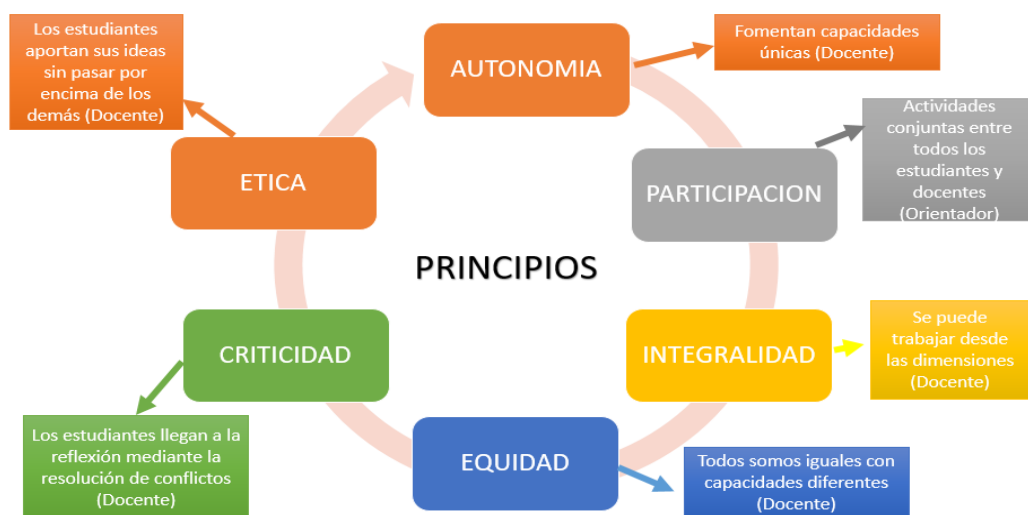 Los estudiantes
aportan sus ideas
sin pasar por
encima de los
demás (Docente)
AUTONOMIA
Fomentan capacidades
únicas (Docente)
Actividades
conjuntas entre
todos los
estudiantes y
docentes
(Orientador)
ETICA
PARTICIPACION
PRINCIPIOS
CRITICIDAD
INTEGRALIDAD
Se puede
trabajar desde
las dimensiones
(Docente)
Los estudiantes llegan a la
reflexión mediante la
resolución de conflictos
(Docente)
EQUIDAD
Todos somos iguales con
capacidades diferentes
(Docente)